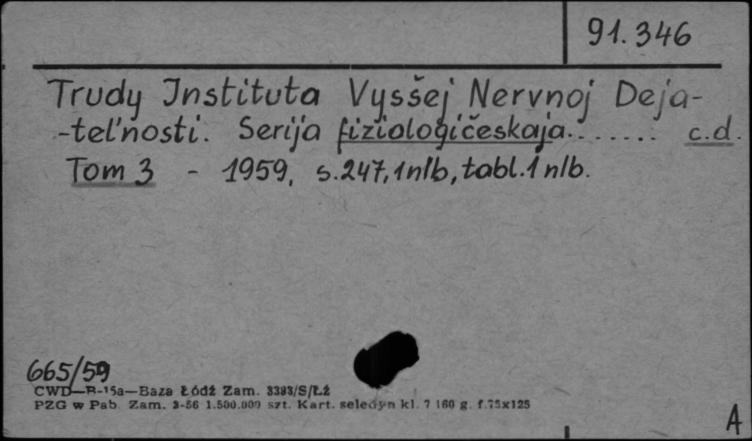 91.346
Trudy Instituta Vysšej Nervnoj Deja-
-tel'nosti. Serija fiziologičeskaja....... c.d.
Tom 3 - 1959, s.247,1nlb,tabl.1nlb.
665/59
CWD—R-15a—Baza Łódź Zam. 3393/S/Łź
PZG w Pab. Zam. 3-56 1.500.000 szt. Kart. seledyn kl. 7 160 g. f.75x125
A